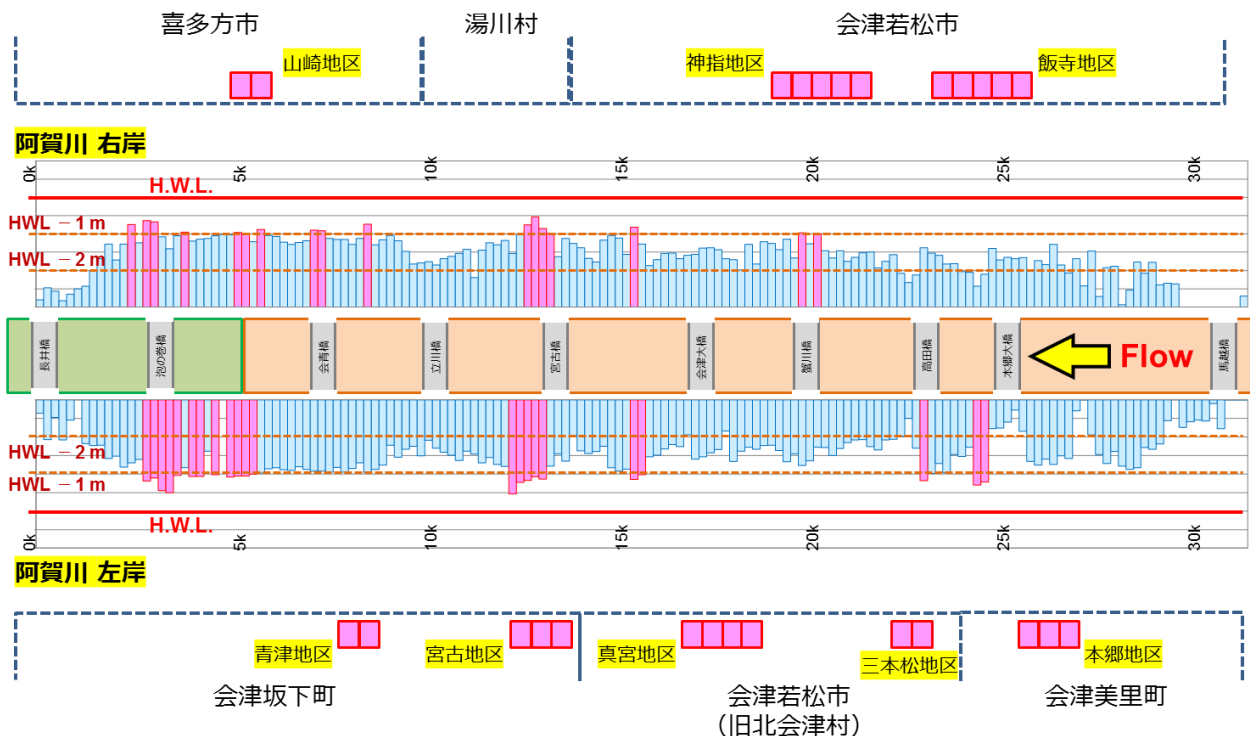 喜多方市
湯川村
会津若松市
山崎地区
神指地区
飯寺地区
阿賀川 右岸
0k
5k
10k
15k
20k
25k
30k
H.W.L.
HWL －1 m
HWL －2 m
長井橋
泡の巻橋
会青橋
立川橋
宮古橋
会津大橋
蟹川橋
高田橋
本郷大橋
Flow
馬越橋
HWL －2 m
HWL －1 m
H.W.L.
0k
5k
10k
15k
20k
25k
30k
阿賀川 左岸
青津地区
宮古地区
真宮地区
三本松地区
本郷地区
会津坂下町
会津若松市
（旧北会津村）
会津美里町